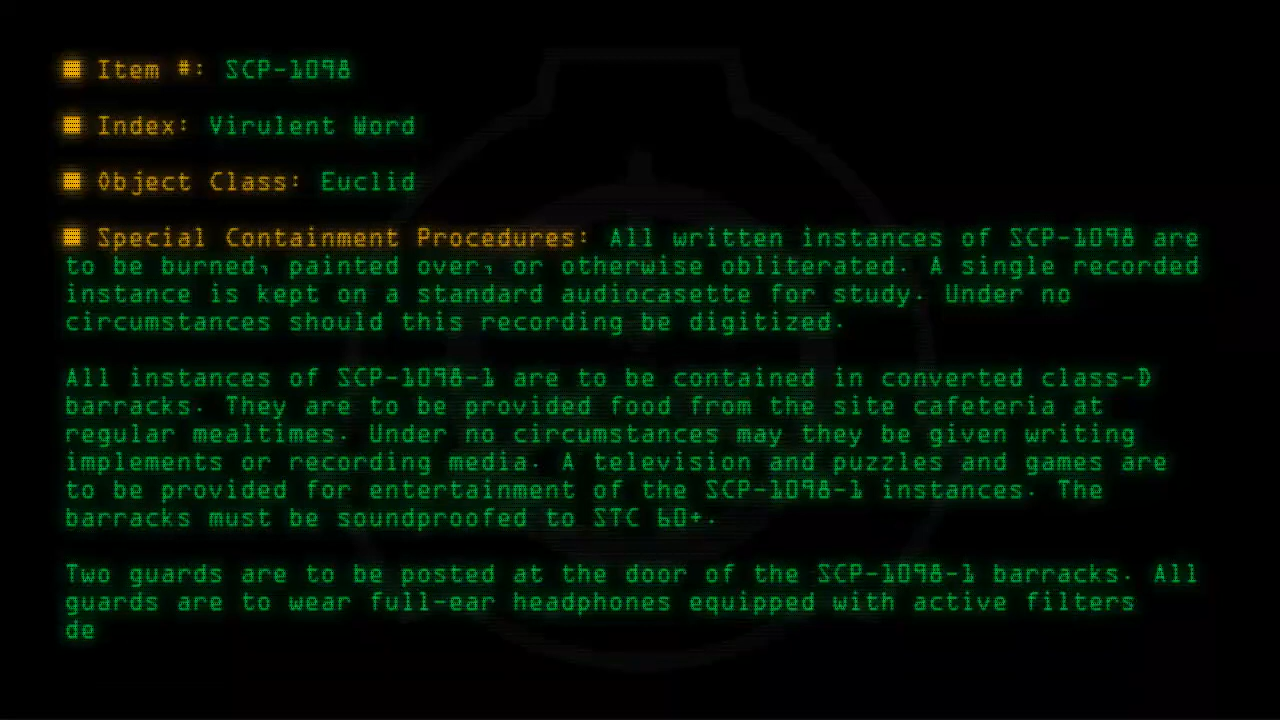 Item #: SCP-1098
Index: Virulent Word
Object Class: Euclid
Special Containment Procedures: All written instances of SCP-1098 are
to be burned, painted over, or otherwise obliterated. A single recorded
instance is kept on a standard audiocasette for study. Under no
circumstances should this recording be digitized.
All instances of SCP-1098-1 are to be contained in converted class-D
barracks. They are to be provided food from the site cafeteria at
regular mealtimes. Under no circumstances may they be given writing
implements or recording media. A television and puzzles and games are
to be provided for entertainment of the SCP-1098-1 instances. The
barracks must be soundproofed to STC 60+.
Two guards are to be posted at the door of the SCP-1098-1 barracks. All
guards are to wear full-ear headphones equipped with active filters
de